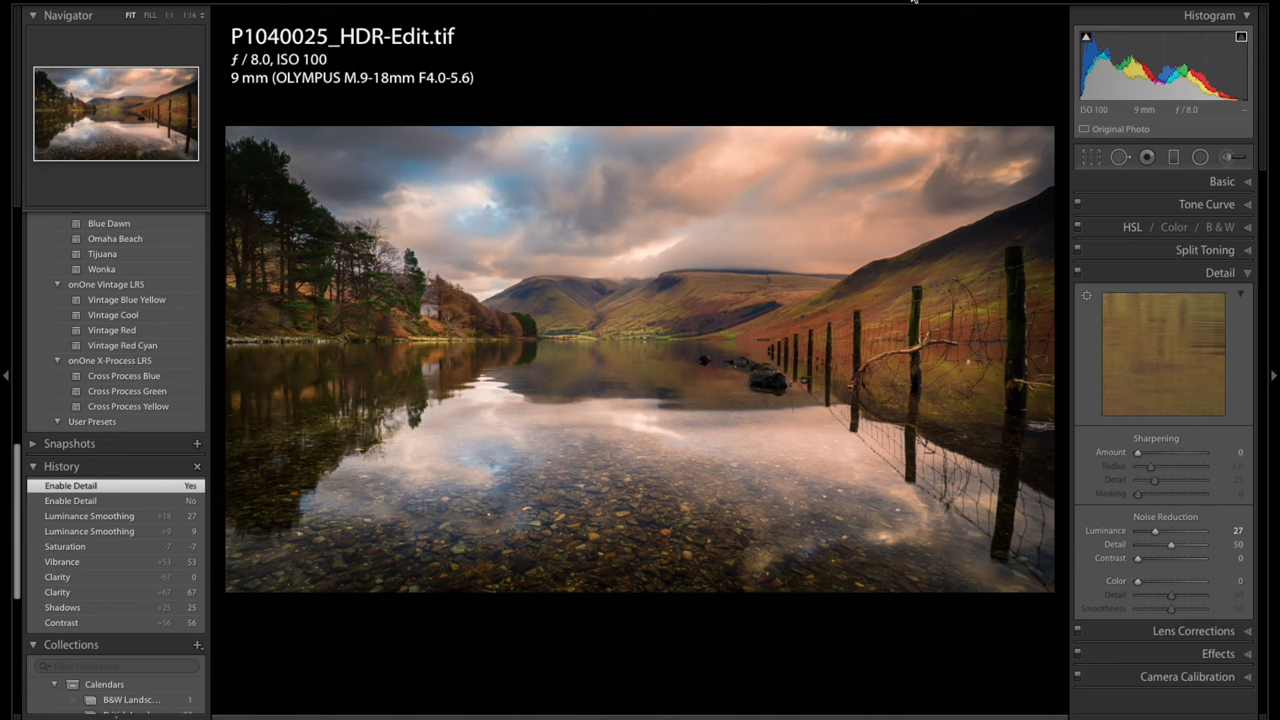 Navigator FIT FILL 1:1 1:16
P1040025_HDR-Edit.tif
ƒ / 8.0, ISO 100
9 mm (OLYMPUS M.9-18mm F4.0-5.6)
Blue Dawn
Omaha Beach
Tijuana
Wonka
onOne Vintage LR5
Vintage Blue Yellow
Vintage Cool
Vintage Red
Vintage Red Cyan
onOne X-Process LR5
Cross Process Blue
Cross Process Green
Cross Process Yellow
User Presets
Snapshots +
History ×
Enable Detail Yes
Enable Detail No
Luminance Smoothing +18 27
Luminance Smoothing +9 9
Saturation -7 -7
Vibrance +53 53
Clarity -67 0
Clarity +67 67
Shadows +25 25
Contrast +56 56
Collections +
Filter Collections
Calendars
B&W Landsc... 1
Histogram
ISO 100 9 mm ƒ / 8.0 –
Original Photo
Basic
Tone Curve
HSL / Color / B & W
Split Toning
Detail
Sharpening
Amount 0
Radius 1.0
Detail 25
Masking 0
Noise Reduction
Luminance 27
Detail 50
Contrast 0
Color 0
Detail 50
Smoothness 50
Lens Corrections
Effects
Camera Calibration